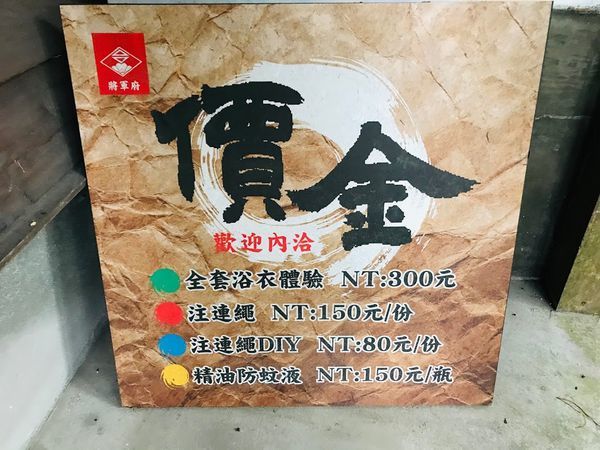 將軍府
價金
歡迎內洽
全套浴衣體驗 NT:300元
注連繩 NT:150元/份
注連繩DIY NT:80元/份
精油防蚊液 NT:150元/瓶